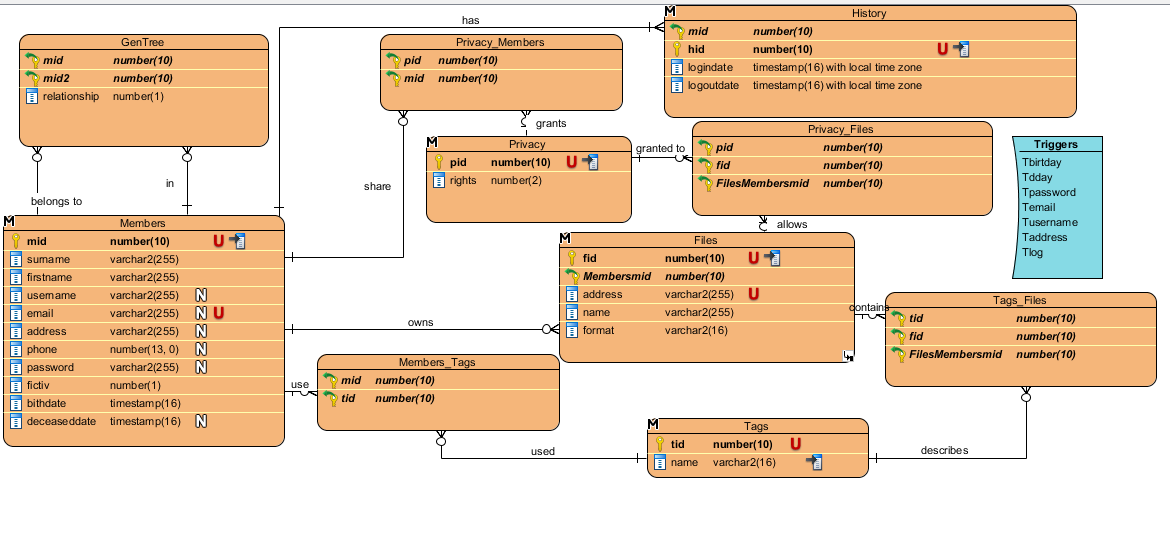 has
M
History
mid number(10)
hid number(10) U
logindate timestamp(16) with local time zone
logoutdate timestamp(16) with local time zone
GenTree
mid number(10)
mid2 number(10)
relationship number(1)
Privacy_Members
pid number(10)
mid number(10)
grants
M
Privacy
pid number(10) U
rights number(2)
granted to
Privacy_Files
pid number(10)
fid number(10)
FilesMembersmid number(10)
Triggers
Tbirtday
Tdday
Tpassword
Temail
Tusername
Taddress
Tlog
belongs to
in
share
allows
M
Members
mid number(10) U
surname varchar2(255)
firstname varchar2(255)
username varchar2(255) N
email varchar2(255) N U
address varchar2(255) N
phone number(13, 0) N
password varchar2(255) N
fictiv number(1)
bithdate timestamp(16)
deceaseddate timestamp(16) N
M
Files
fid number(10) U
Membersmid number(10)
address varchar2(255) U
name varchar2(255)
format varchar2(16)
contains
Tags_Files
tid number(10)
fid number(10)
FilesMembersmid number(10)
owns
use
Members_Tags
mid number(10)
tid number(10)
used
M
Tags
tid number(10) U
name varchar2(16)
describes